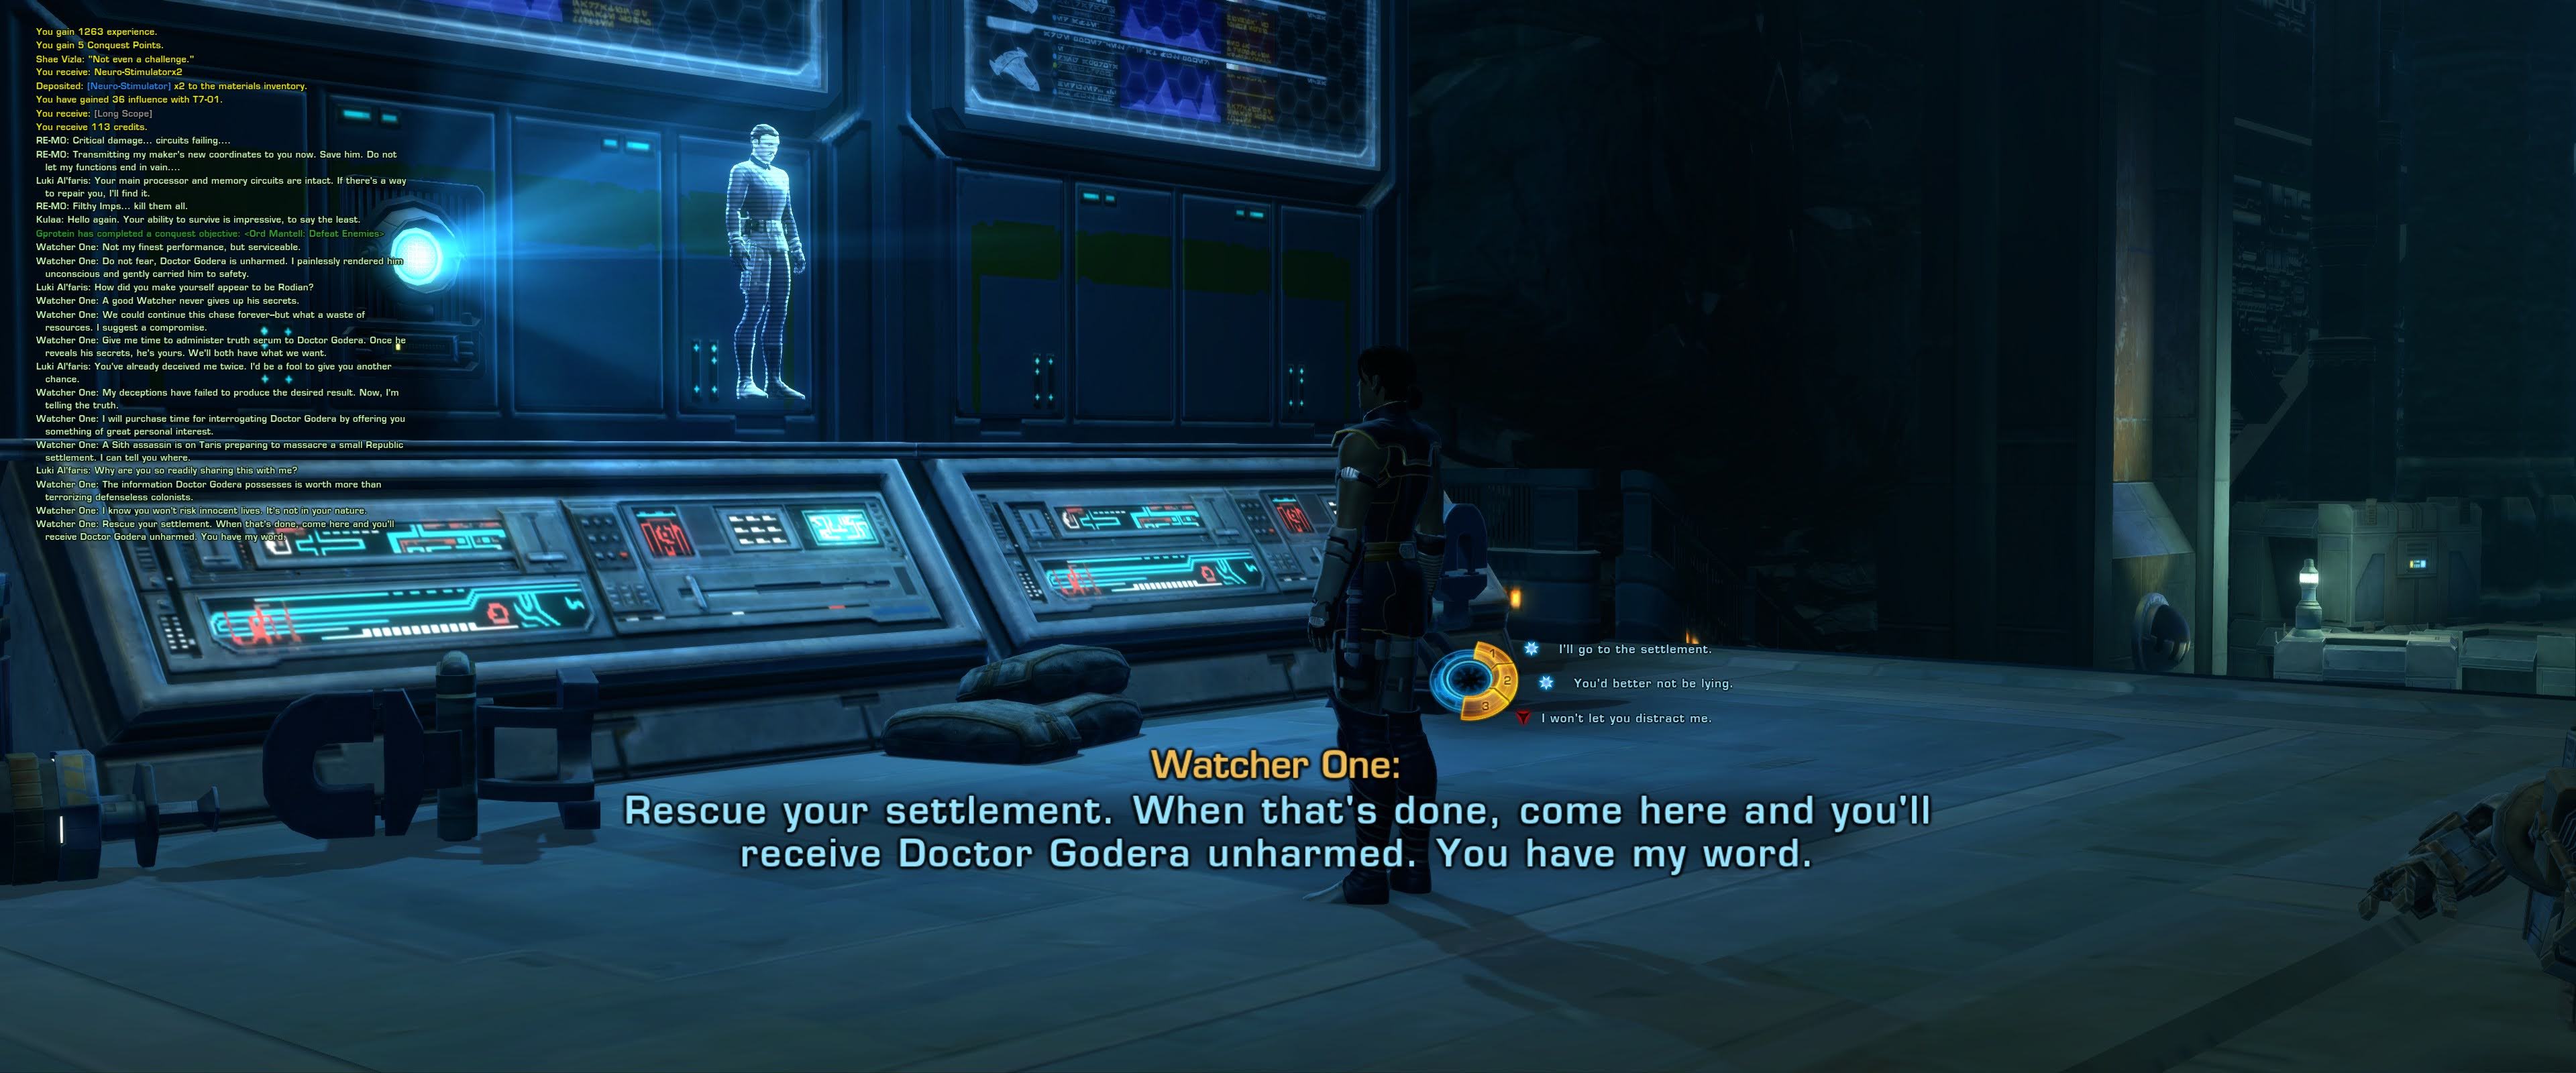 You gain 1263 experience.
You gain 5 Conquest Points.
Shae Vizla: "Not even a challenge."
You receive: Neuro-Stimulatorx2
Deposited: [Neuro-Stimulator] x2 to the materials inventory.
You have gained 36 influence with T7-01.
You receive: [Long Scope]
You receive 113 credits.
RE-M0: Critical damage... circuits failing....
RE-M0: Transmitting my maker's new coordinates to you now. Save him. Do not
let my functions end in vain....
Luki Al'faris: Your main processor and memory circuits are intact. If there's a way
to repair you, I'll find it.
RE-M0: Filthy Imps... kill them all.
Kulaa: Hello again. Your ability to survive is impressive, to say the least.
Gprotein has completed a conquest objective: <Ord Mantell: Defeat Enemies>
Watcher One: Not my finest performance, but serviceable.
Watcher One: Do not fear, Doctor Godera is unharmed. I painlessly rendered him
unconscious and gently carried him to safety.
Luki Al'faris: How did you make yourself appear to be Rodian?
Watcher One: A good Watcher never gives up his secrets.
Watcher One: We could continue this chase forever—but what a waste of
resources. I suggest a compromise.
Watcher One: Give me time to administer truth serum to Doctor Godera. Once he
reveals his secrets, he's yours. We'll both have what we want.
Luki Al'faris: You've already deceived me twice. I'd be a fool to give you another
chance.
Watcher One: My deceptions have failed to produce the desired result. Now, I'm
telling the truth.
Watcher One: I will purchase time for interrogating Doctor Godera by offering you
something of great personal interest.
Watcher One: A Sith assassin is on Taris preparing to massacre a small Republic
settlement. I can tell you where.
Luki Al'faris: Why are you so readily sharing this with me?
Watcher One: The information Doctor Godera possesses is worth more than
terrorizing defenseless colonists.
Watcher One: I know you won't risk innocent lives. It's not in your nature.
Watcher One: Rescue your settlement. When that's done, come here and you'll
receive Doctor Godera unharmed. You have my word.
1 I'll go to the settlement.
2 You'd better not be lying.
3 I won't let you distract me.
Watcher One:
Rescue your settlement. When that's done, come here and you'll
receive Doctor Godera unharmed. You have my word.